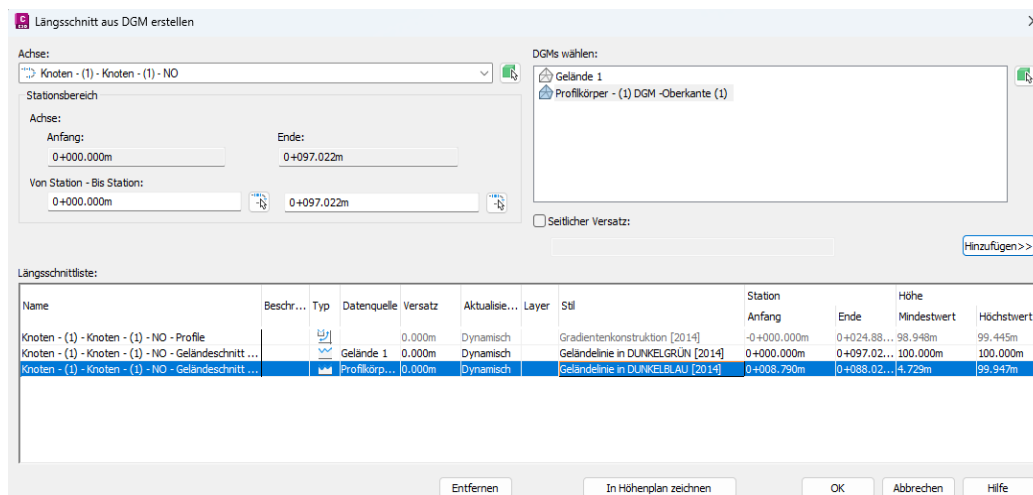 Längsschnitt aus DGM erstellen
Achse:
Knoten - (1) - Knoten - (1) - NO
Stationsbereich
Achse:
Anfang: Ende:
0+000.000m 0+097.022m
Von Station - Bis Station:
0+000.000m 0+097.022m
DGMs wählen:
Gelände 1
Profilkörper - (1) DGM -Oberkante (1)
Seitlicher Versatz:
Hinzufügen>>
Längsschnittliste:
Name Beschr... Typ Datenquelle Versatz Aktualisie... Layer Stil Station Höhe
Anfang Ende Mindestwert Höchstwert
Knoten - (1) - Knoten - (1) - NO - Profile 0.000m Dynamisch Gradientenkonstruktion [2014] -0+000.000m 0+024.88... 98.948m 99.445m
Knoten - (1) - Knoten - (1) - NO - Geländeschnitt ... Gelände 1 0.000m Dynamisch Geländelinie in DUNKELGRÜN [2014] 0+000.000m 0+097.02... 100.000m 100.000m
Knoten - (1) - Knoten - (1) - NO - Geländeschnitt ... Profilkörp... 0.000m Dynamisch Geländelinie in DUNKELBLAU [2014] 0+008.790m 0+088.02... 4.729m 99.947m
Entfernen In Höhenplan zeichnen OK Abbrechen Hilfe